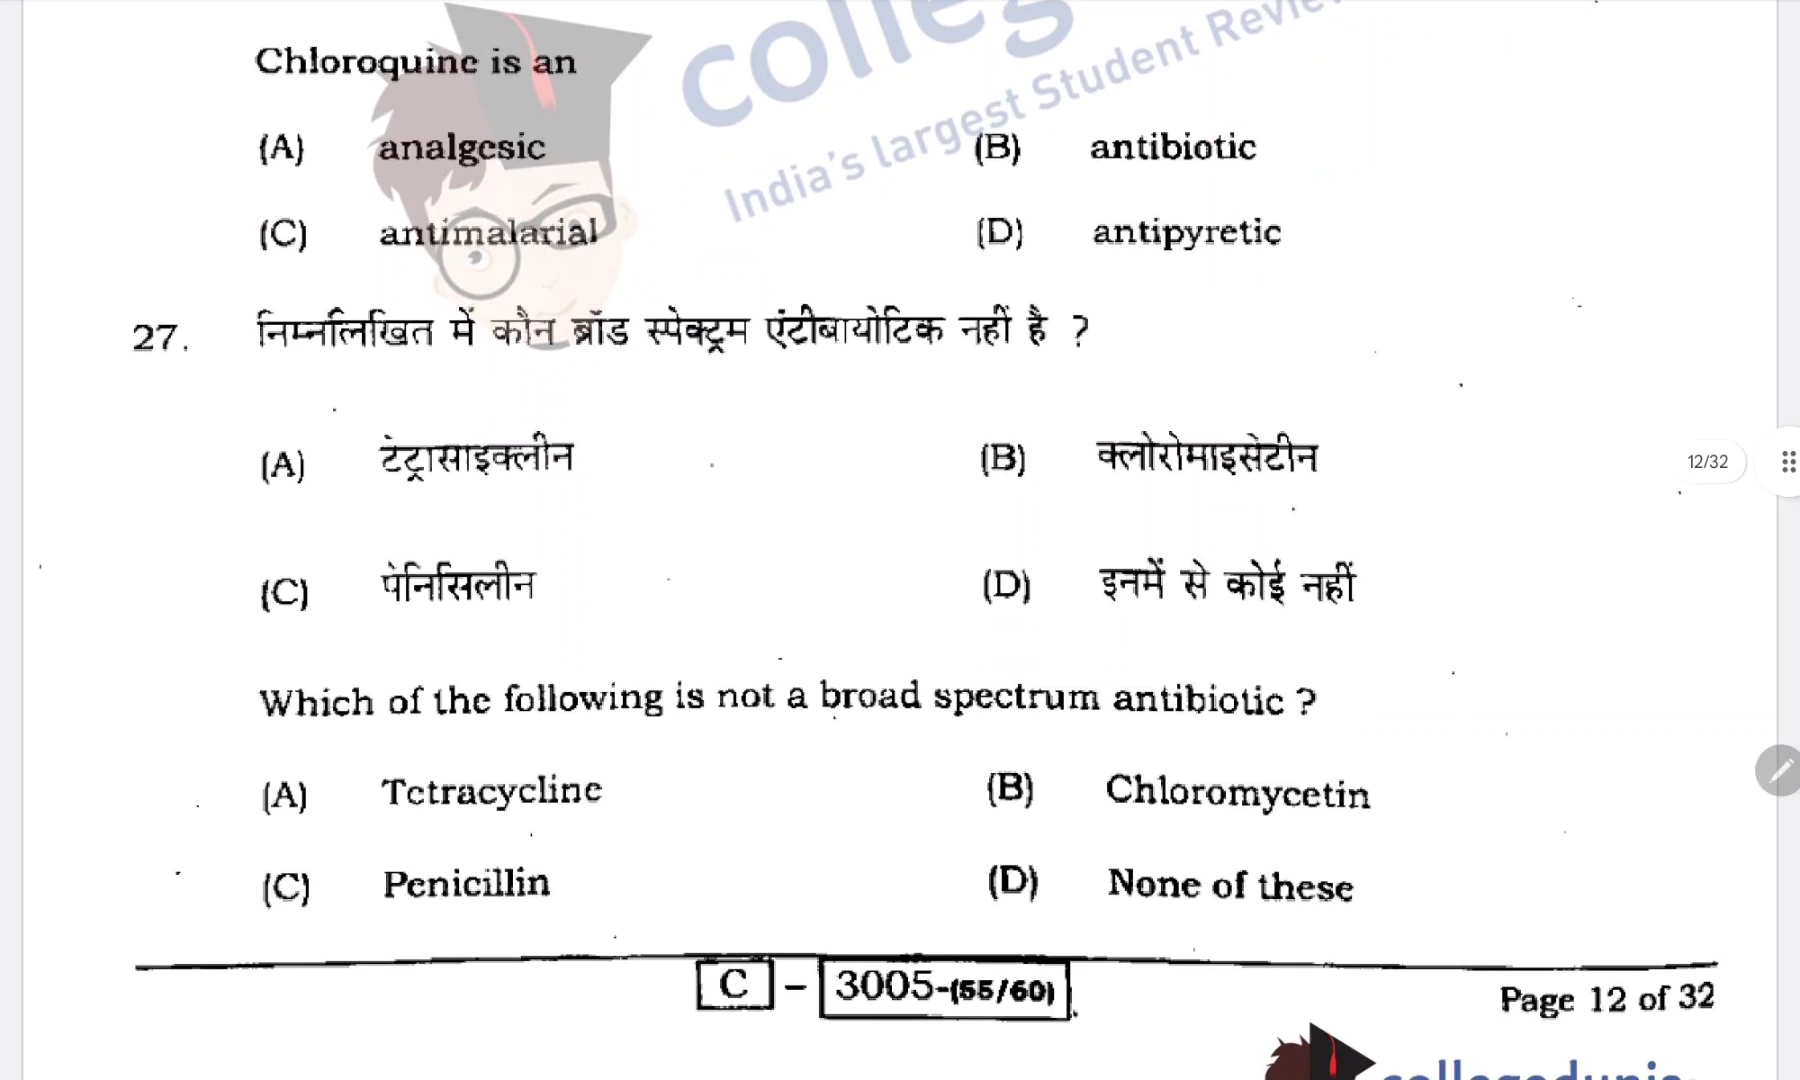 colleg
India's largest Student Revie
Chloroquine is an
(A) analgesic (B) antibiotic
(C) antimalarial (D) antipyretic
27. निम्नलिखित में कौन ब्रॉड स्पेक्ट्रम एंटीबायोटिक नहीं है ?
(A) टेट्रासाइक्लीन (B) क्लोरोमाइसेटीन
(C) पेनिसिलीन (D) इनमें से कोई नहीं
12/32
Which of the following is not a broad spectrum antibiotic ?
(A) Tetracycline (B) Chloromycetin
(C) Penicillin (D) None of these
C - 3005-(55/60)
Page 12 of 32
collegedunia